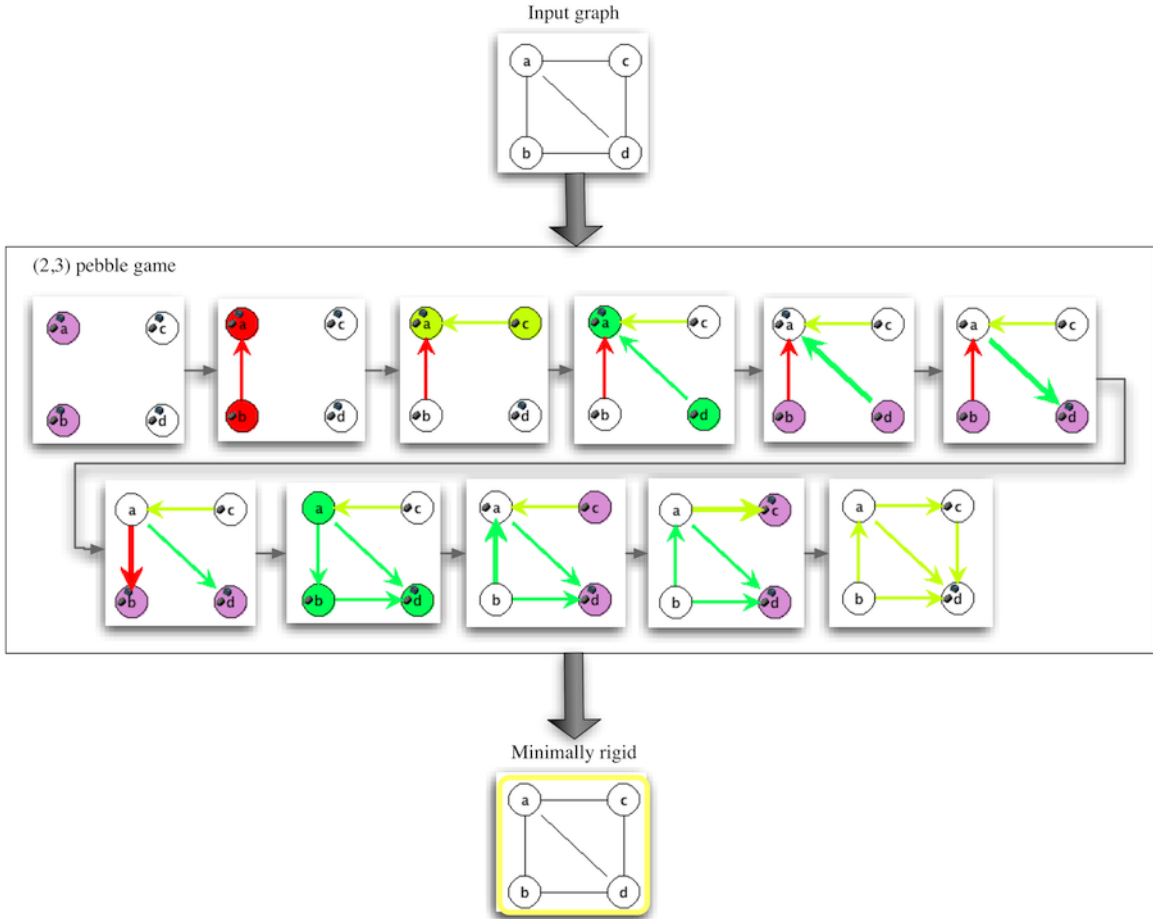 Input graph
a c
b d
(2,3) pebble game
a c a c a c a c a c a c
b d b d b d b d b d b d
a c a c a c a c a c
b d b d b d b d b d
Minimally rigid
a c
b d